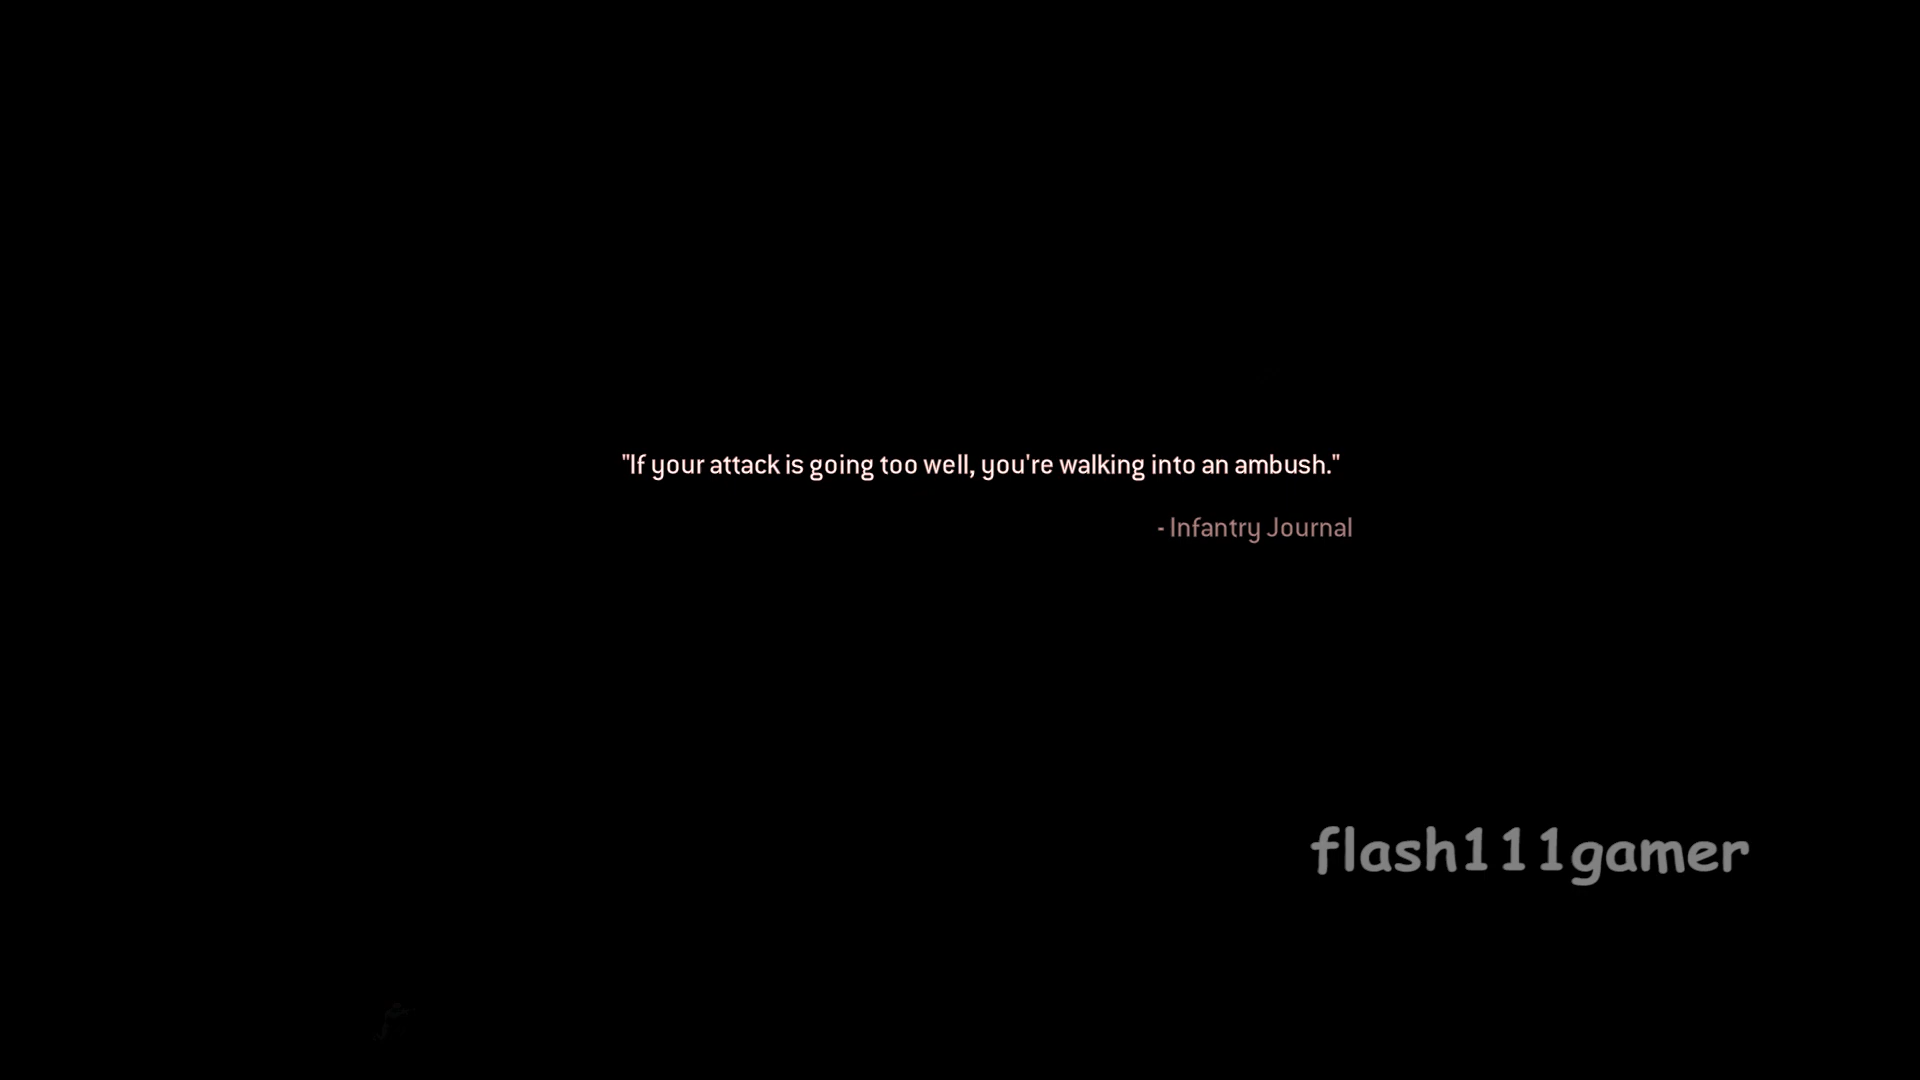 "If your attack is going too well, you're walking into an ambush."
- Infantry Journal
flash111gamer